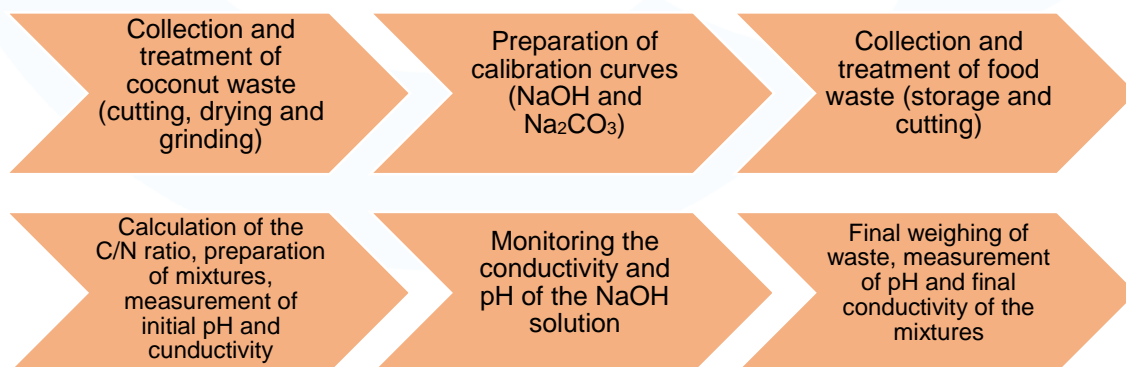 Collection and
treatment of
coconut waste
(cutting, drying and
grinding)
Preparation of
calibration curves
(NaOH and
Na₂CO₃)
Collection and
treatment of food
waste (storage and
cutting)
Calculation of the
C/N ratio, preparation
of mixtures,
measurement of
initial pH and
cunductivity
Monitoring the
conductivity and
pH of the NaOH
solution
Final weighing of
waste, measurement
of pH and final
conductivity of the
mixtures